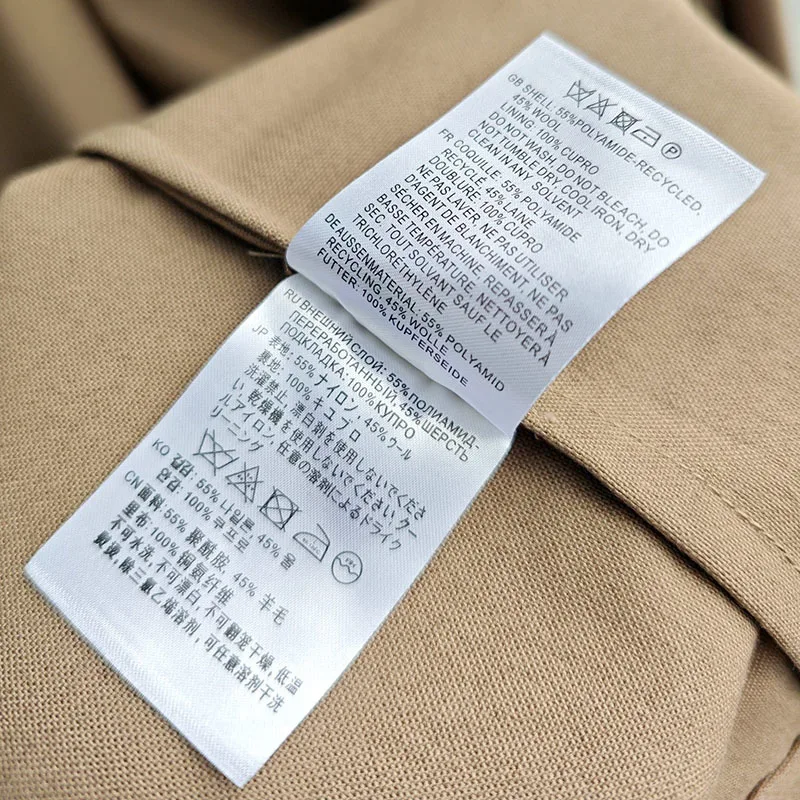 GB SHELL: 55%POLYAMIDE-RECYCLED,
45% WOOL
LINING: 100% CUPRO
DO NOT WASH, DO NOT BLEACH, DO
NOT TUMBLE DRY, COOL IRON, DRY
CLEAN IN ANY SOLVENT
FR COQUILLE: 55% POLYAMIDE
RECYCLÉ, 45% LAINE
DOUBLURE: 100% CUPRO
NE PAS LAVER, NE PAS UTILISER
D'AGENT DE BLANCHIMENT, NE PAS
SÉCHER EN MACHINE, REPASSER À
BASSE TEMPÉRATURE, NETTOYER À
SEC, TOUT SOLVANT SAUF LE
TRICHLORÉTHYLÈNE
DE AUSSENMATERIAL: 55% POLYAMID
RECYCLING, 45% WOLLE
FUTTER: 100% KUPFERSEIDE
RU ВНЕШНИЙ СЛОЙ: 55% ПОЛИАМИД-
ПЕРЕРАБОТАННЫЙ, 45% ШЕРСТЬ
ПОДКЛАДКА: 100% КУПРО
JP 表地: 55% ナイロン, 45% ウール
裏地: 100% キュプラ
洗濯禁止, 漂白剤を使用しないでくださ
い, 乾燥機を使用しないでください, クー
ルアイロン, 任意の溶剤によるドライク
リーニング
KO 겉감: 55% 나일론, 45% 울
안감: 100% 쿠프로
CN 面料: 55% 聚酰胺, 45% 羊毛
里布: 100% 铜氨纤维
不可水洗, 不可漂白, 不可翻笼干燥, 低温
熨烫, 除三氯乙烯溶剂, 可任意溶剂干洗